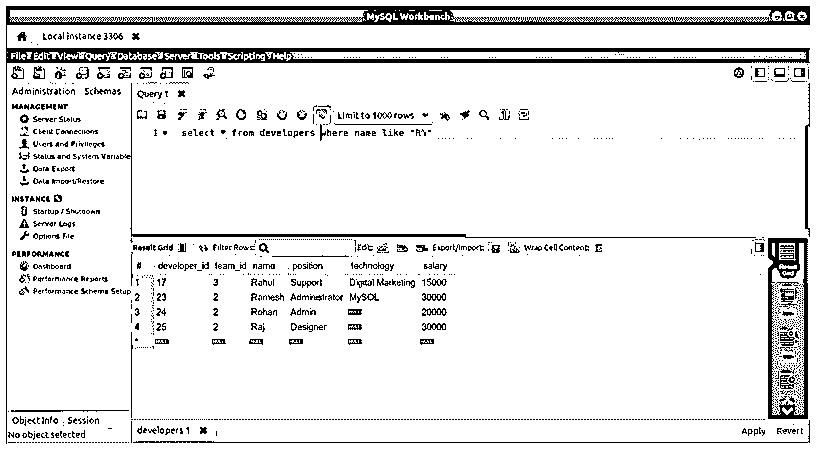 MySQL Workbench
Local instance 3306
File Edit View Query Database Server Tools Scripting Help
Administration Schemas
MANAGEMENT
Server Status
Client Connections
Users and Privileges
Status and System Variable
Data Export
Data Import/Restore
INSTANCE
Startup / Shutdown
Server Logs
Options File
PERFORMANCE
Dashboard
Performance Reports
Performance Schema Setup
Object Info Session
No object selected
Query 1
Limit to 1000 rows
1 select * from developers where name like "R%"
Result Grid Filter Rows: Edit: Export/Import: Wrap Cell Content:
# developer_id team_id name position technology salary
1 17 3 Rahul Support Digital Marketing 15000
2 23 2 Ramesh Administrator MySQL 30000
3 24 2 Rohan Admin NULL 20000
4 25 2 Raj Designer NULL 30000
* NULL NULL NULL NULL NULL NULL
Result Grid
developers 1
Apply Revert